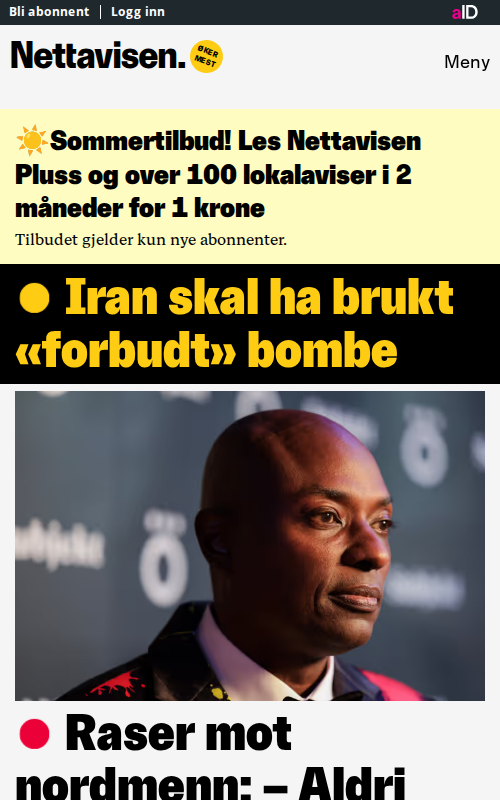 Bli abonnent | Logg inn
aID
Nettavisen.
ØKER
MEST
Meny
Sommertilbud! Les Nettavisen
Pluss og over 100 lokalaviser i 2
måneder for 1 krone
Tilbudet gjelder kun nye abonnenter.
Iran skal ha brukt
«forbudt» bombe
Raser mot
nordmenn: – Aldri